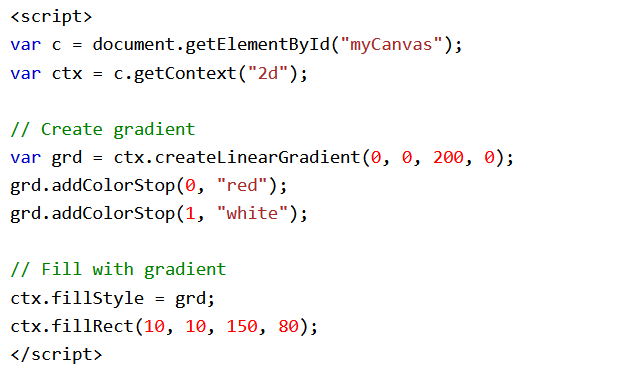 <script>
var c = document.getElementById("myCanvas");
var ctx = c.getContext("2d");
// Create gradient
var grd = ctx.createLinearGradient(0, 0, 200, 0);
grd.addColorStop(0, "red");
grd.addColorStop(1, "white");
// Fill with gradient
ctx.fillStyle = grd;
ctx.fillRect(10, 10, 150, 80);
</script>